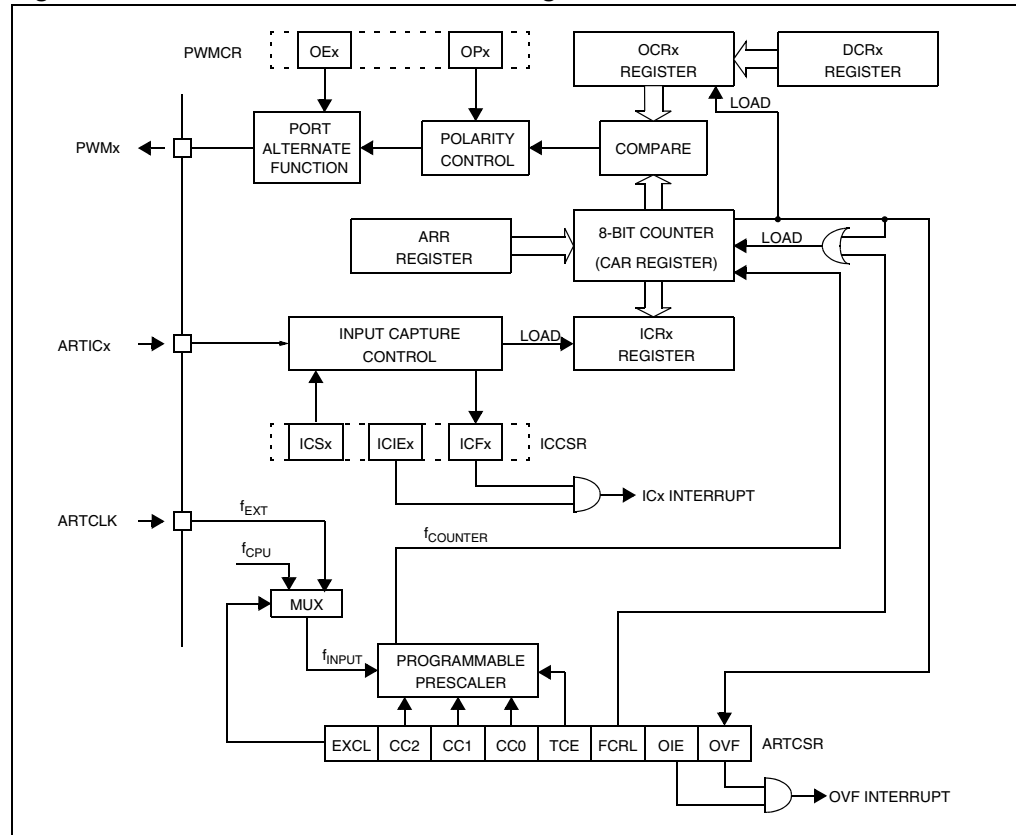 PWMCR
OEx
OPx
OCRx
REGISTER
DCRx
REGISTER
LOAD
PWMx
PORT
ALTERNATE
FUNCTION
POLARITY
CONTROL
COMPARE
ARR
REGISTER
8-BIT COUNTER
(CAR REGISTER)
LOAD
ARTICx
INPUT CAPTURE
CONTROL
LOAD
ICRx
REGISTER
ICSx
ICIEx
ICFx
ICCSR
ICx INTERRUPT
ARTCLK
fEXT
fCPU
fCOUNTER
MUX
fINPUT
PROGRAMMABLE
PRESCALER
EXCL
CC2
CC1
CC0
TCE
FCRL
OIE
OVF
ARTCSR
OVF INTERRUPT